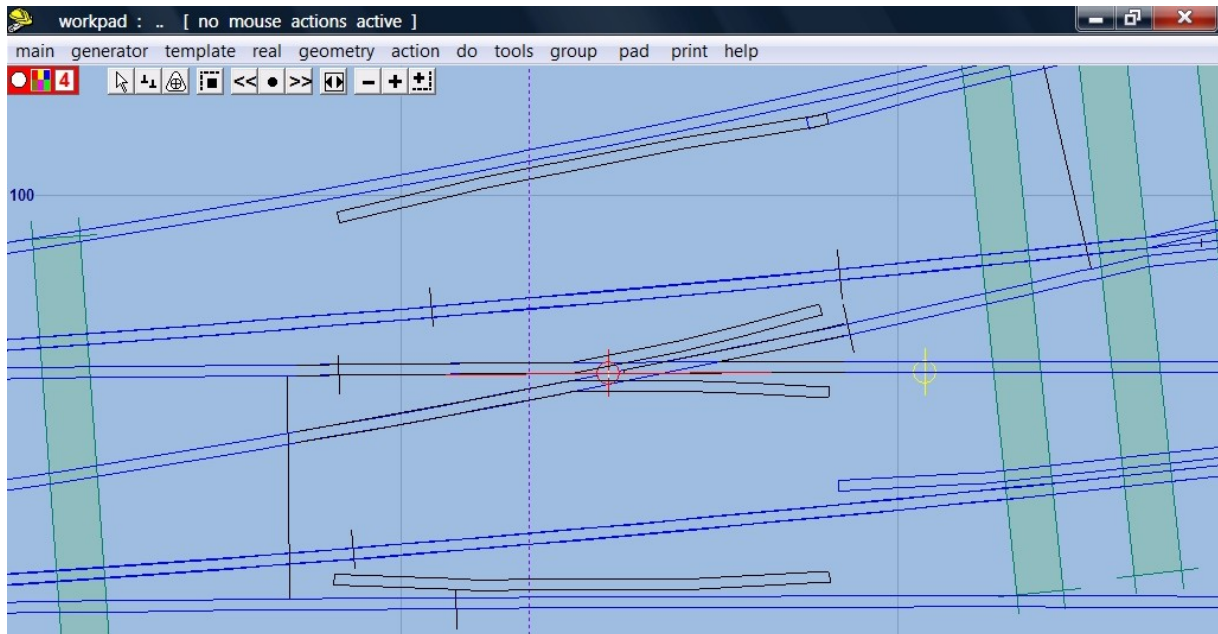 workpad : .. [ no mouse actions active ]
main generator template real geometry action do tools group pad print help
4 << ● >> − +
100